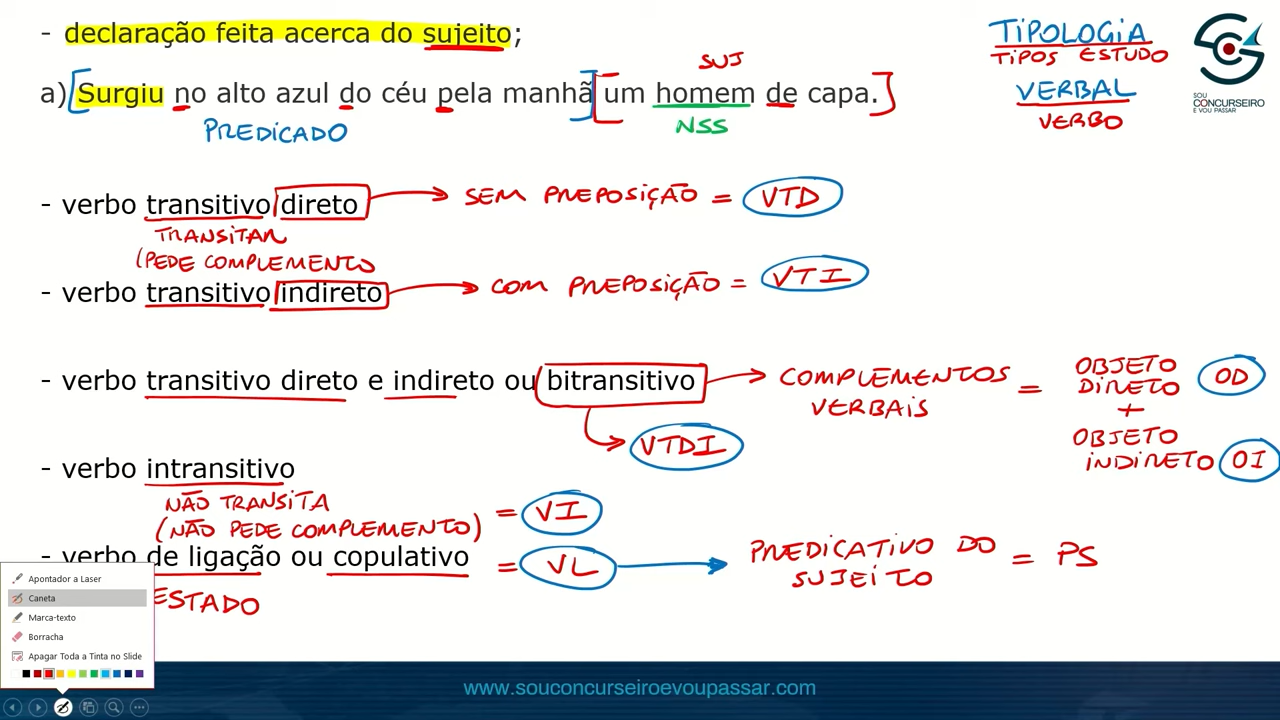 - declaração feita acerca do sujeito;
TIPOLOGIA
TIPOS ESTUDO
VERBAL
VERBO
SOU
CONCURSEIRO
E VOU PASSAR
SUJ
a) Surgiu no alto azul do céu pela manhã um homem de capa.
PREDICADO
NSS
- verbo transitivo direto
SEM PREPOSIÇÃO = VTD
TRANSITAR
(PEDE COMPLEMENTO
- verbo transitivo indireto
COM PREPOSIÇÃO = VTI
- verbo transitivo direto e indireto ou bitransitivo
COMPLEMENTOS
VERBAIS
=
OBJETO
DIRETO
OD
+
OBJETO
INDIRETO
OI
VTDI
- verbo intransitivo
NÃO TRANSITA
(NÃO PEDE COMPLEMENTO)
= VI
- verbo de ligação ou copulativo
= VL
PREDICATIVO DO
SUJEITO
= PS
ESTADO
Apontador a Laser
Caneta
Marca-texto
Borracha
Apagar Toda a Tinta no Slide
www.souconcurseiroevoupassar.com